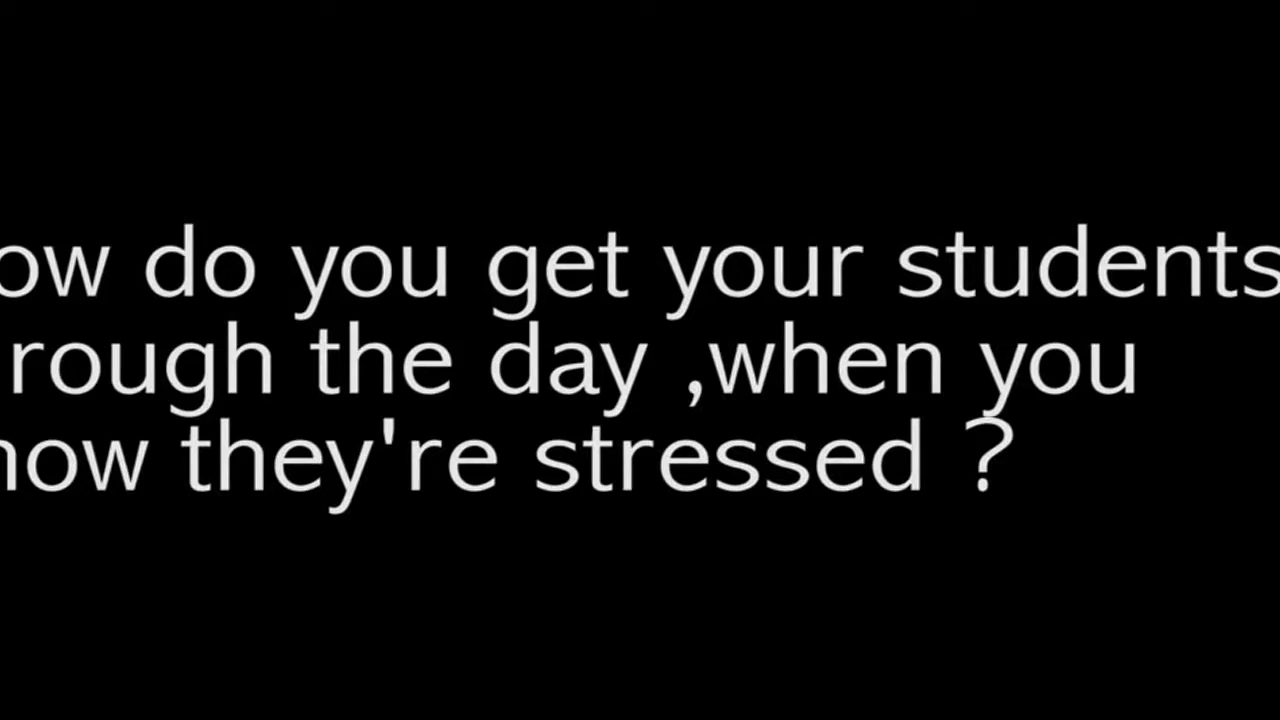 ow do you get your students
rough the day ,when you
now they're stressed ?